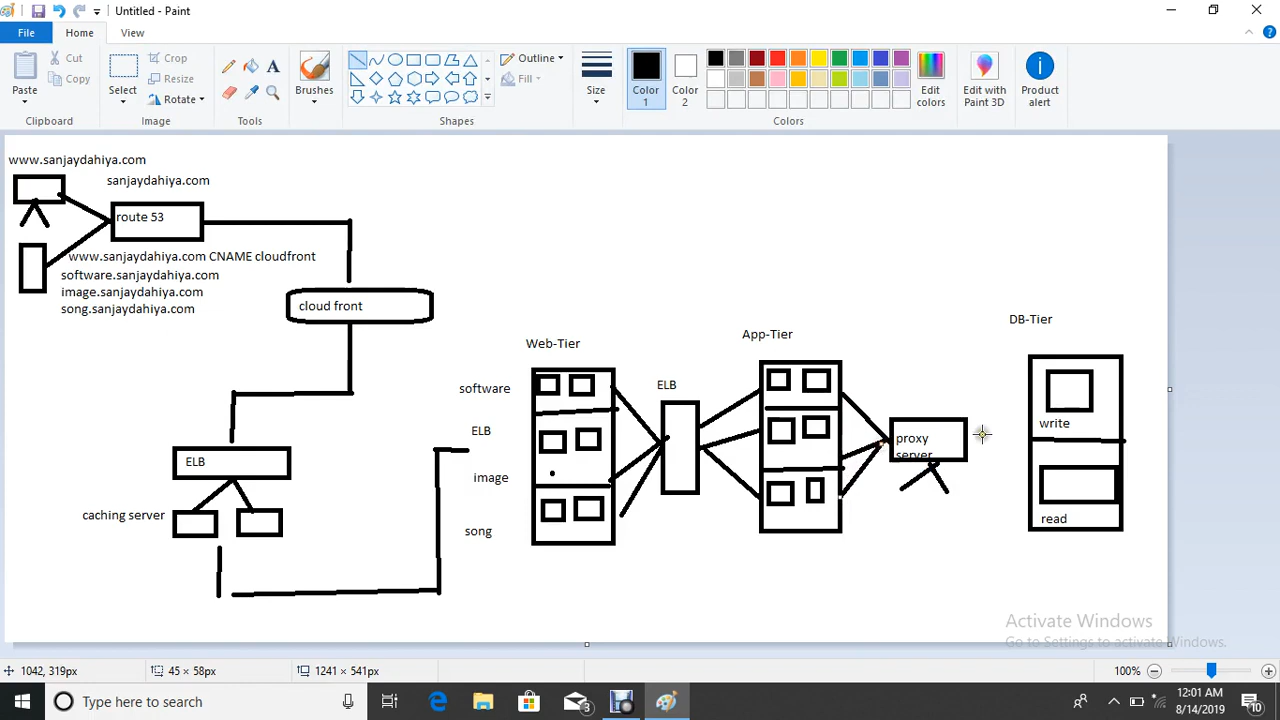 Untitled - Paint
File Home View
Paste
Cut
Copy
Clipboard
Select
Crop
Resize
Rotate
Image
A
Tools
Brushes
Outline
Fill
Shapes
Size
Color 1
Color 2
Edit colors
Colors
Edit with Paint 3D
Product alert
www.sanjaydahiya.com
sanjaydahiya.com
route 53
www.sanjaydahiya.com CNAME cloudfront
software.sanjaydahiya.com
image.sanjaydahiya.com
song.sanjaydahiya.com
cloud front
ELB
caching server
Web-Tier
software
ELB
image
song
ELB
App-Tier
proxy
server
DB-Tier
write
read
Activate Windows
Go to Settings to activate Windows.
1042, 319px
45 × 58px
1241 × 541px
100%
Type here to search
3
12:01 AM
8/14/2019
10